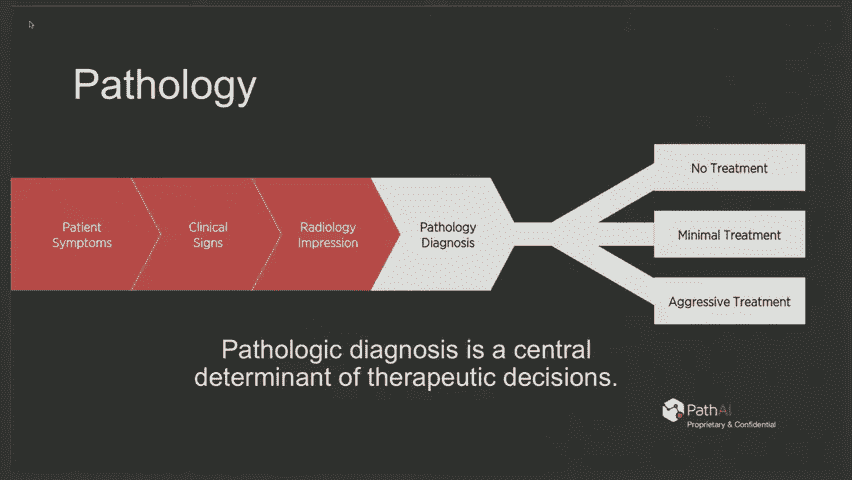 Pathology
Patient
Symptoms
Clinical
Signs
Radiology
Impression
Pathology
Diagnosis
No Treatment
Minimal Treatment
Aggressive Treatment
Pathologic diagnosis is a central
determinant of therapeutic decisions.
PathAI
Proprietary & Confidential